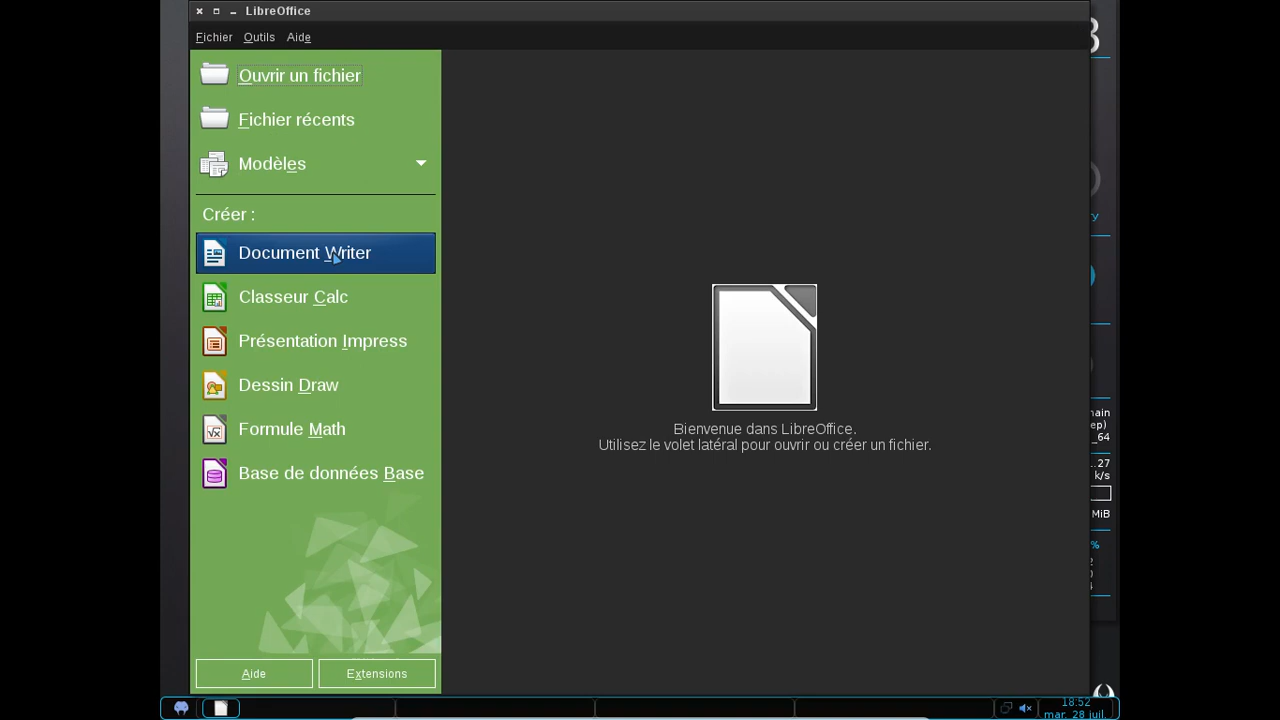 LibreOffice
Fichier Outils Aide
Ouvrir un fichier
Fichier récents
Modèles
Créer :
Document Writer
Classeur Calc
Présentation Impress
Dessin Draw
Formule Math
Base de données Base
Aide Extensions
Bienvenue dans LibreOffice.
Utilisez le volet latéral pour ouvrir ou créer un fichier.
_64
k/s
MiB
%
18:52
mar. 28 juil.